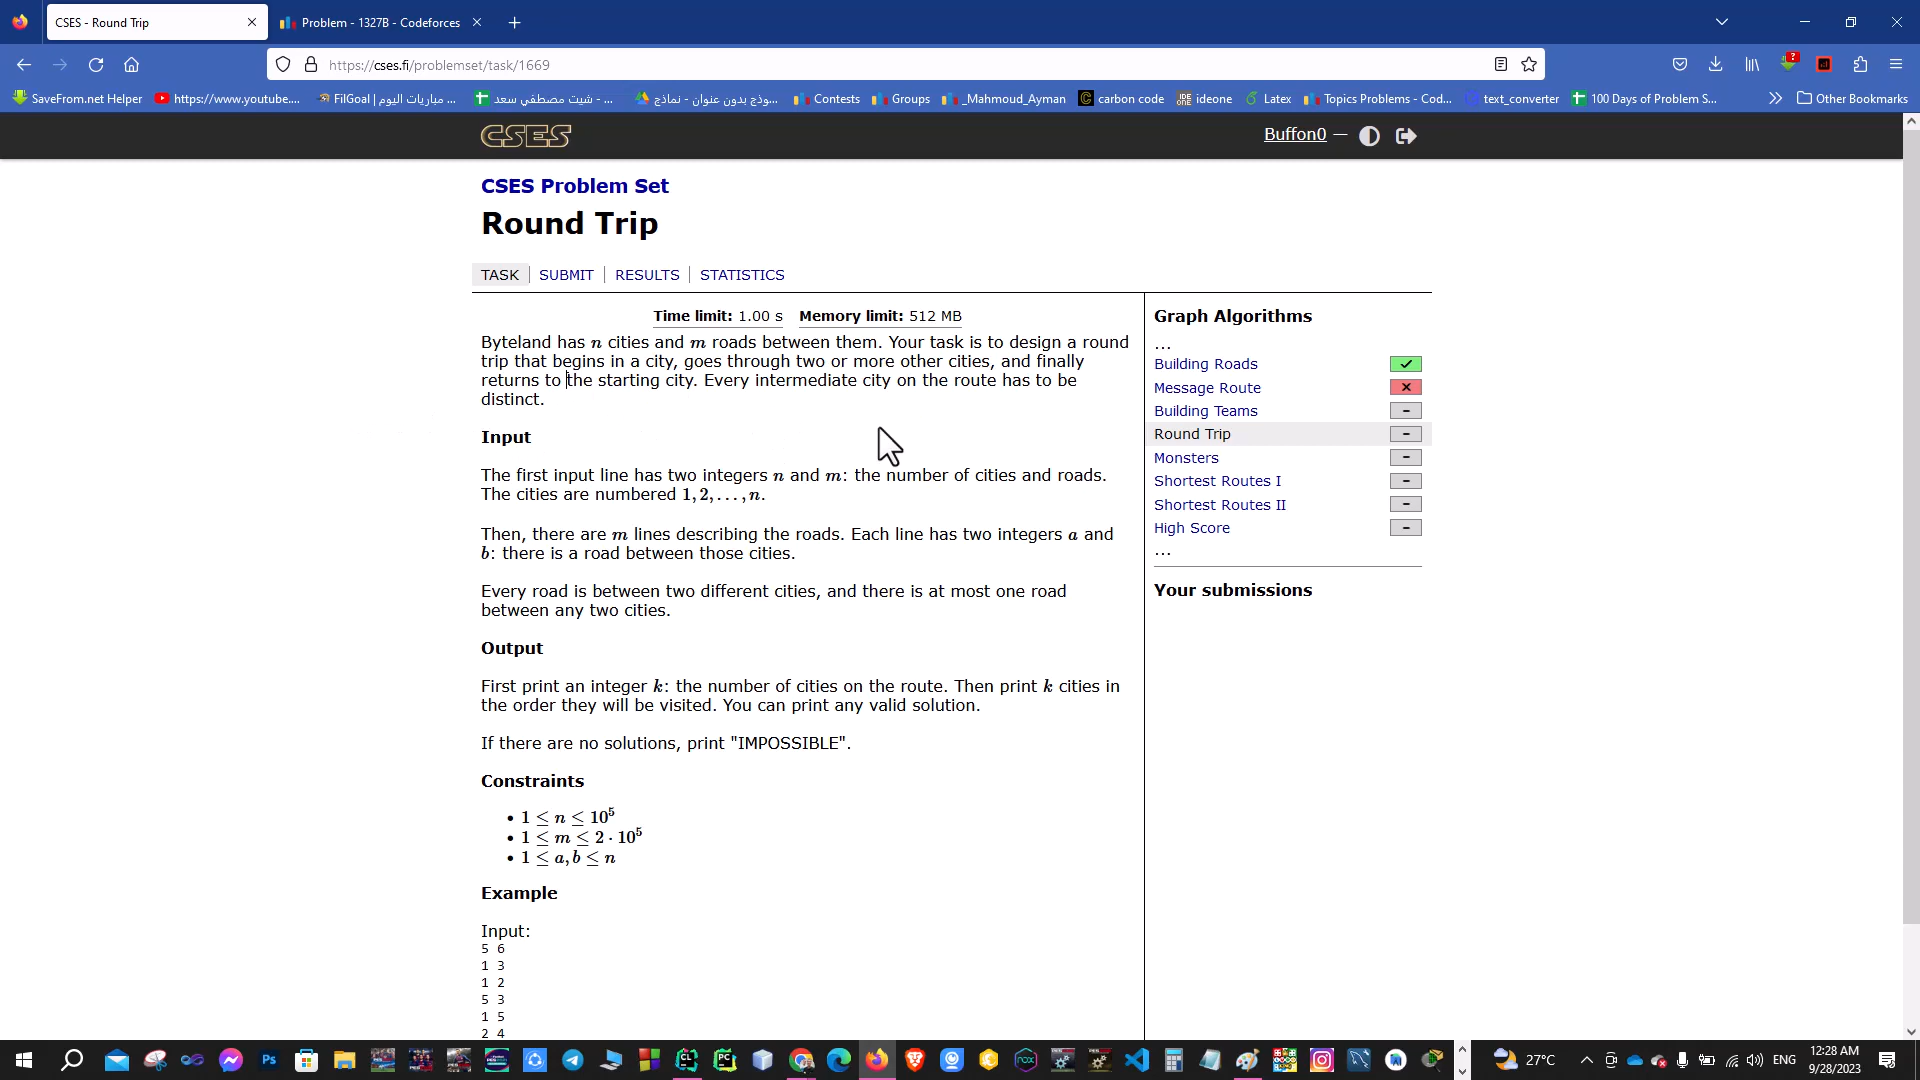 CSES - Round Trip
Problem - 1327B - Codeforces
https://cses.fi/problemset/task/1669
SaveFrom.net Helper
https://www.youtube....
FilGoal | مباريات اليوم ...
شيت مصطفي سعد - ...
...نموذج بدون عنوان - نماذج
Contests
Groups
_Mahmoud_Ayman
carbon code
ideone
Latex
Topics Problems - Cod...
text_converter
100 Days of Problem S...
Other Bookmarks
CSES
Buffon0 —
CSES Problem Set
Round Trip
TASK | SUBMIT | RESULTS | STATISTICS
Time limit: 1.00 s Memory limit: 512 MB
Byteland has n cities and m roads between them. Your task is to design a round
trip that begins in a city, goes through two or more other cities, and finally
returns to the starting city. Every intermediate city on the route has to be
distinct.
Input
The first input line has two integers n and m: the number of cities and roads.
The cities are numbered 1, 2, . . . , n.
Then, there are m lines describing the roads. Each line has two integers a and
b: there is a road between those cities.
Every road is between two different cities, and there is at most one road
between any two cities.
Output
First print an integer k: the number of cities on the route. Then print k cities in
the order they will be visited. You can print any valid solution.
If there are no solutions, print "IMPOSSIBLE".
Constraints
• 1 ≤ n ≤ 10⁵
• 1 ≤ m ≤ 2 · 10⁵
• 1 ≤ a, b ≤ n
Example
Input:
5 6
1 3
1 2
5 3
1 5
2 4
Graph Algorithms
...
Building Roads
Message Route
Building Teams
Round Trip
Monsters
Shortest Routes I
Shortest Routes II
High Score
...
Your submissions
27°C
ENG
12:28 AM
9/28/2023